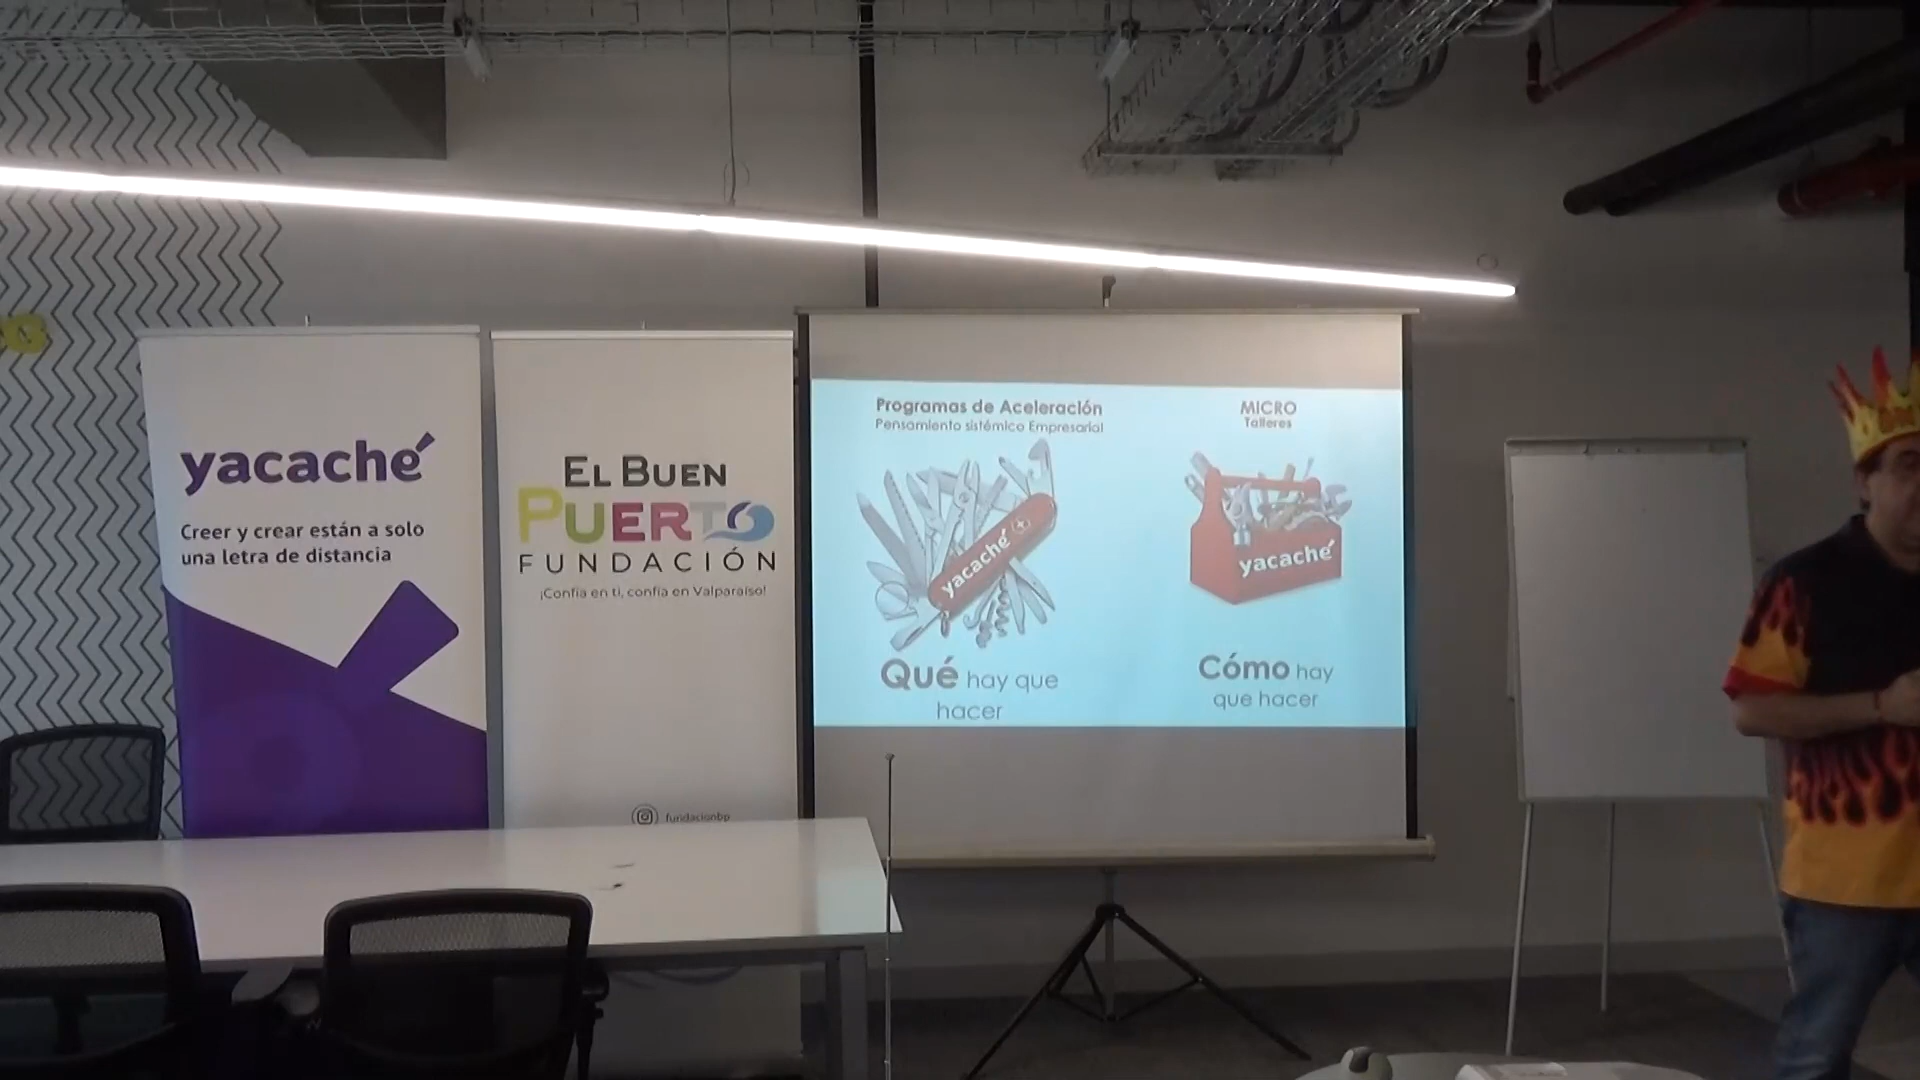 yacaché
Creer y crear están a solo
una letra de distancia
EL BUEN
PUERTO
FUNDACIÓN
¡Confía en ti, confía en Valparaíso!
fundacionbp
Programas de Aceleración
Pensamiento sistémico Empresarial
yacaché
Qué hay que
hacer
MICRO
Talleres
yacaché
Cómo hay
que hacer